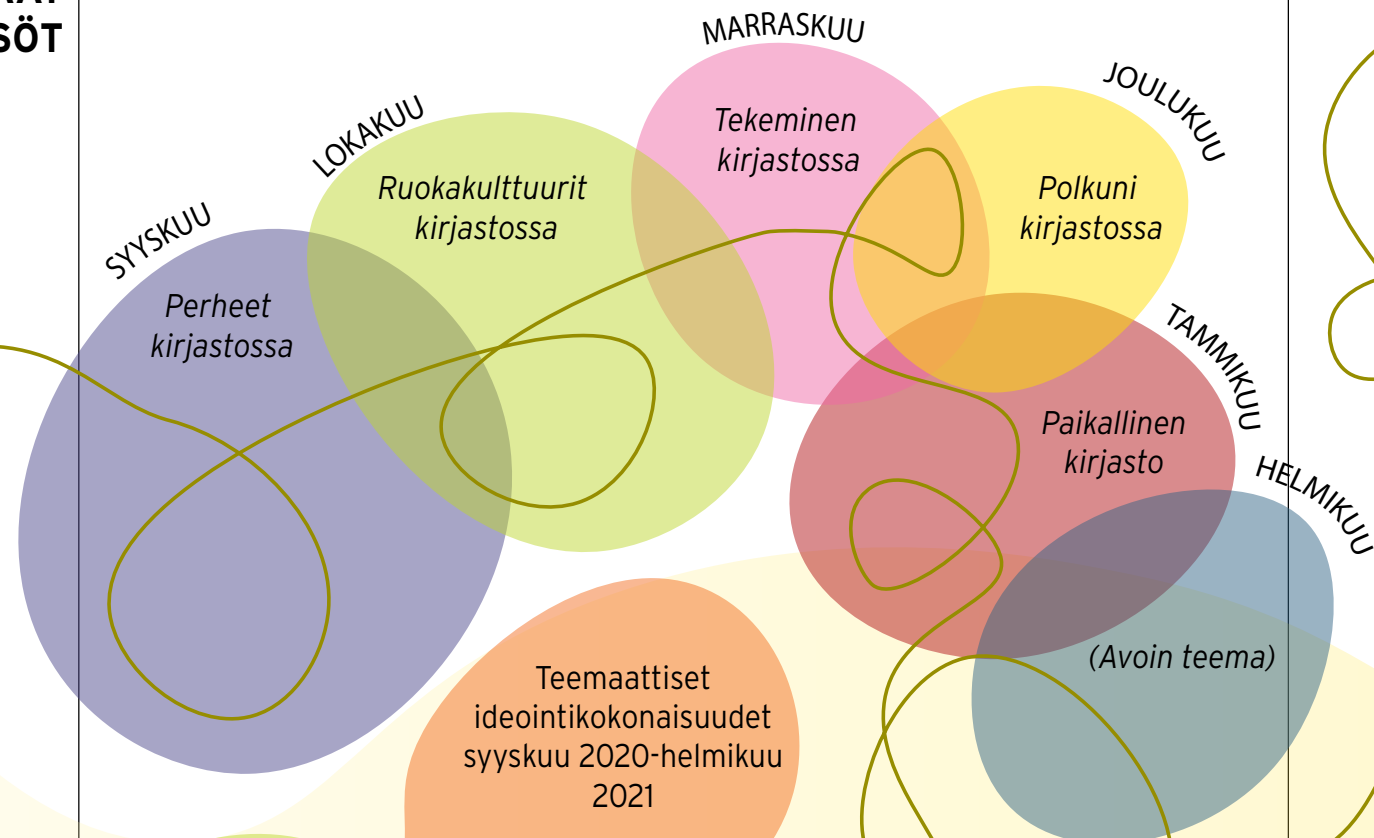 SÖT
SYYSKUU
Perheet
kirjastossa
LOKAKUU
Ruokakulttuurit
kirjastossa
MARRASKUU
Tekeminen
kirjastossa
JOULUKUU
Polkuni
kirjastossa
TAMMIKUU
Paikallinen
kirjasto
HELMIKUU
(Avoin teema)
Teemaattiset
ideointikokonaisuudet
syyskuu 2020-helmikuu
2021